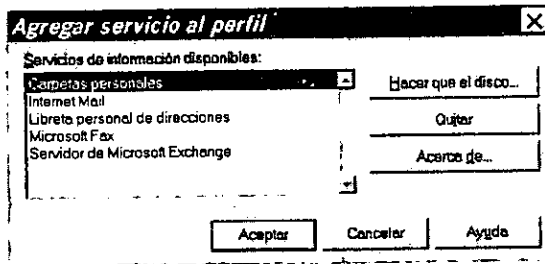 Agregar servicio al perfil
Servicios de información disponibles:
Carpetas personales
Internet Mail
Libreta personal de direcciones
Microsoft Fax
Servidor de Microsoft Exchange
Hacer que el disco...
Quitar
Acerca de...
Aceptar
Cancelar
Ayuda